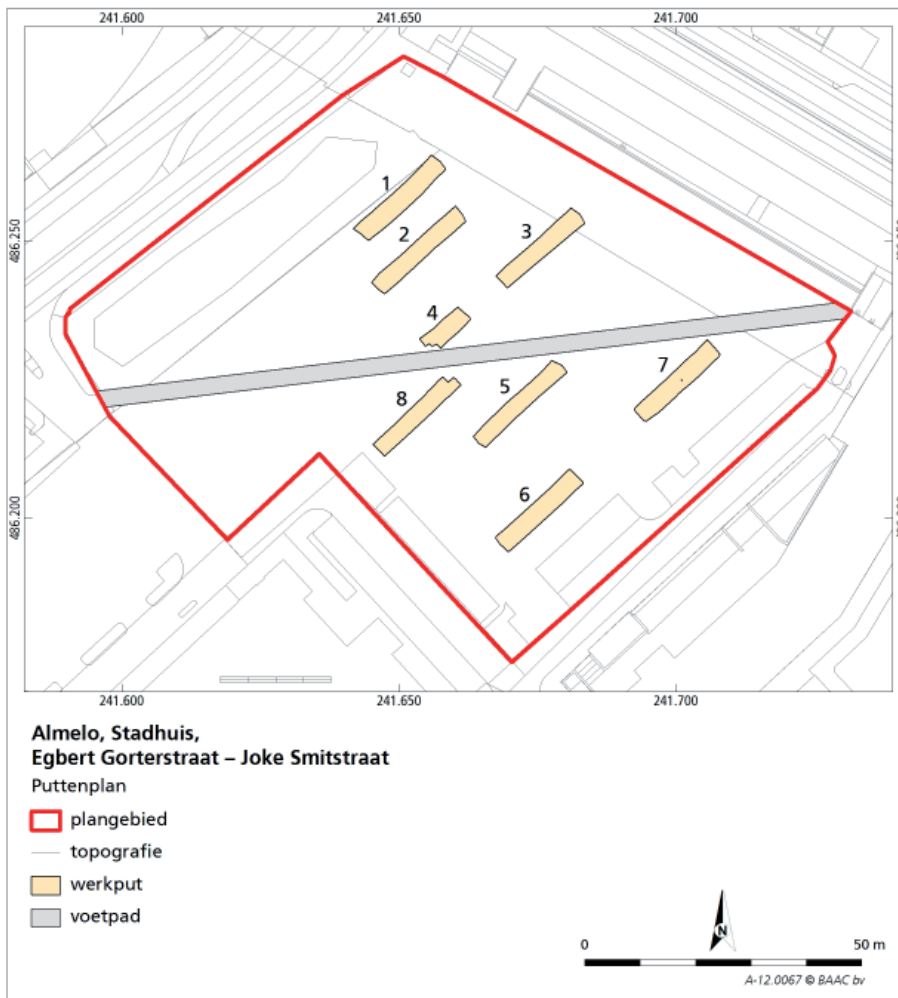 241.600 241.650 241.700
486.250
486.200
1
2
3
4
5
6
7
8
241.600 241.650 241.700
Almelo, Stadhuis,
Egbert Gorterstraat – Joke Smitstraat
Puttenplan
plangebied
topografie
werkput
voetpad
N
0 50 m
A-12.0067 © BAAC bv